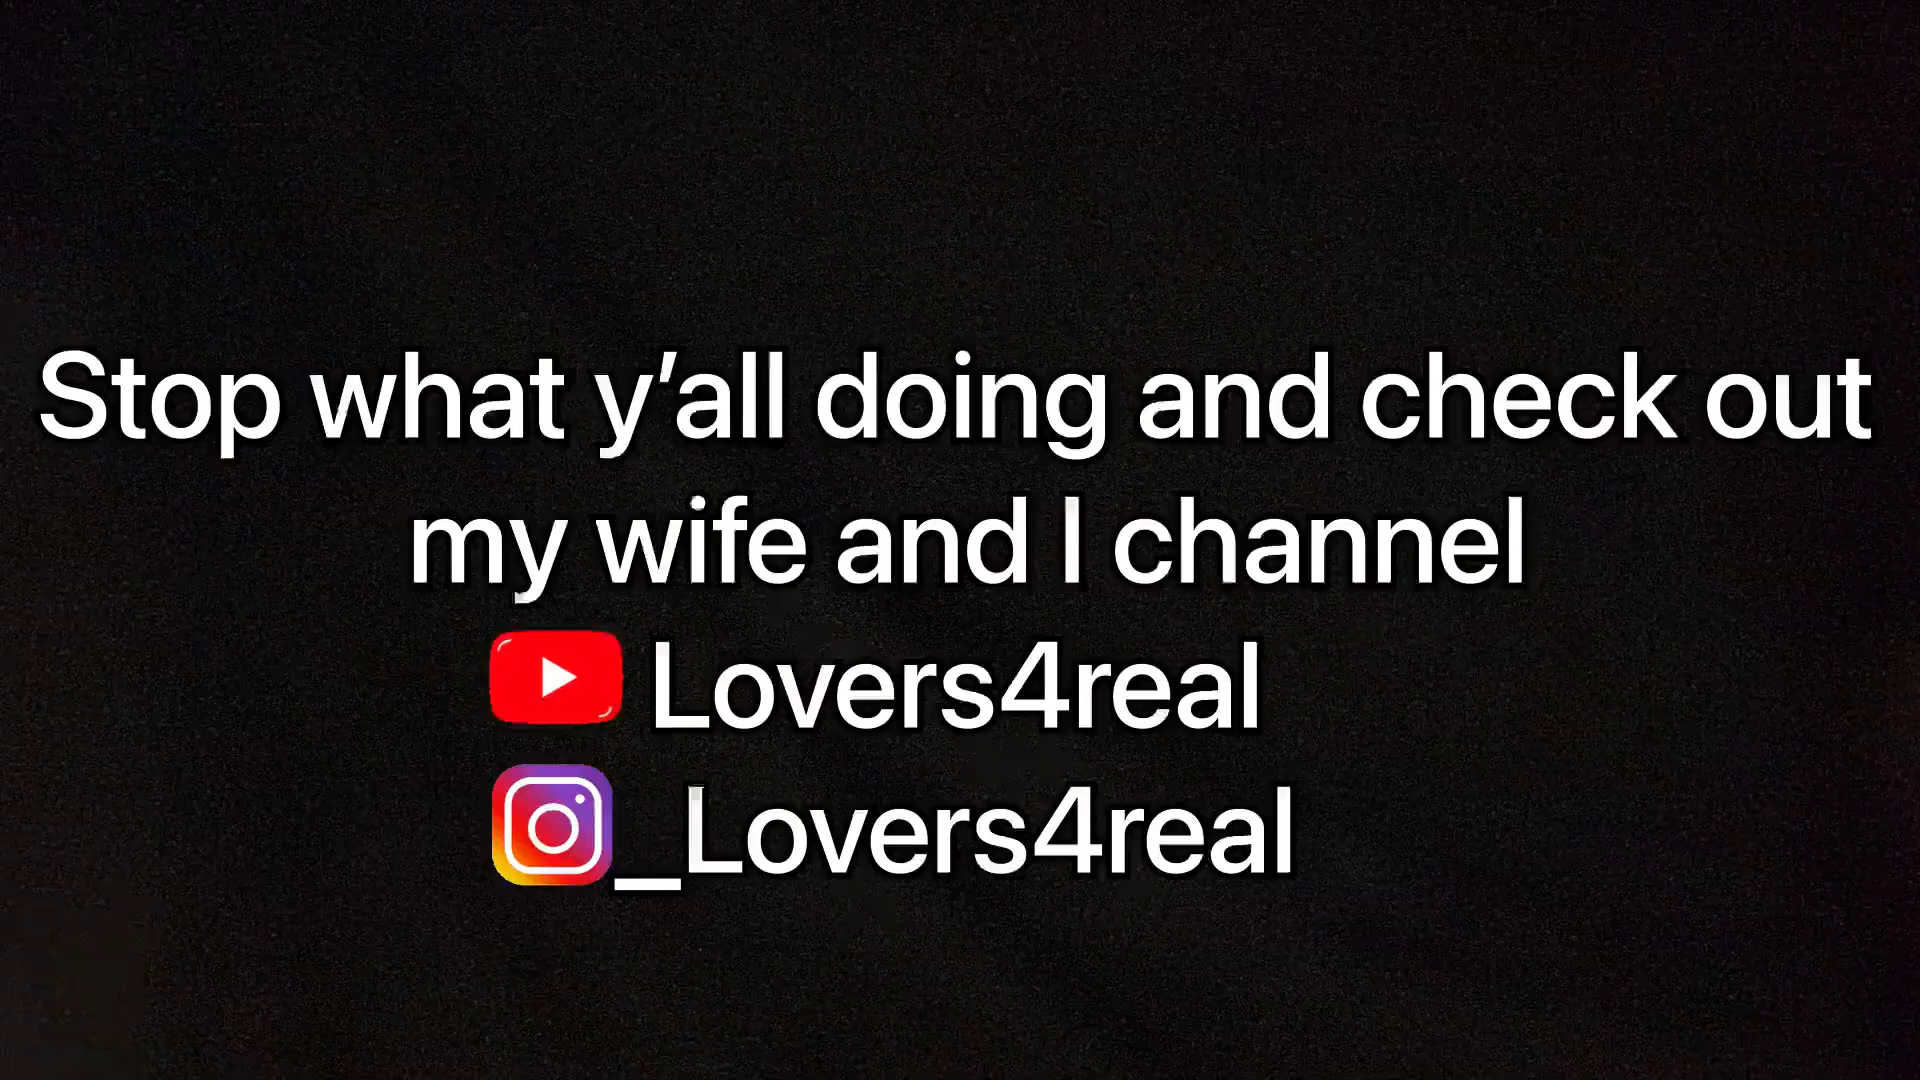 Stop what y’all doing and check out
my wife and I channel
Lovers4real
_Lovers4real